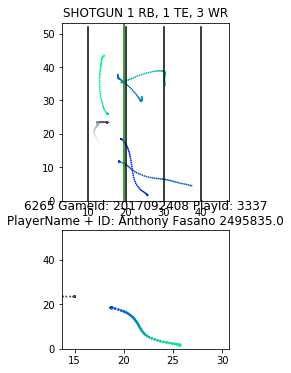 SHOTGUN 1 RB, 1 TE, 3 WR
50
40
30
20
10
0
10 20 30 40
6265 GameId: 2017092408 PlayId: 3337
PlayerName + ID: Anthony Fasano 2495835.0
40
20
0
15 20 25 30